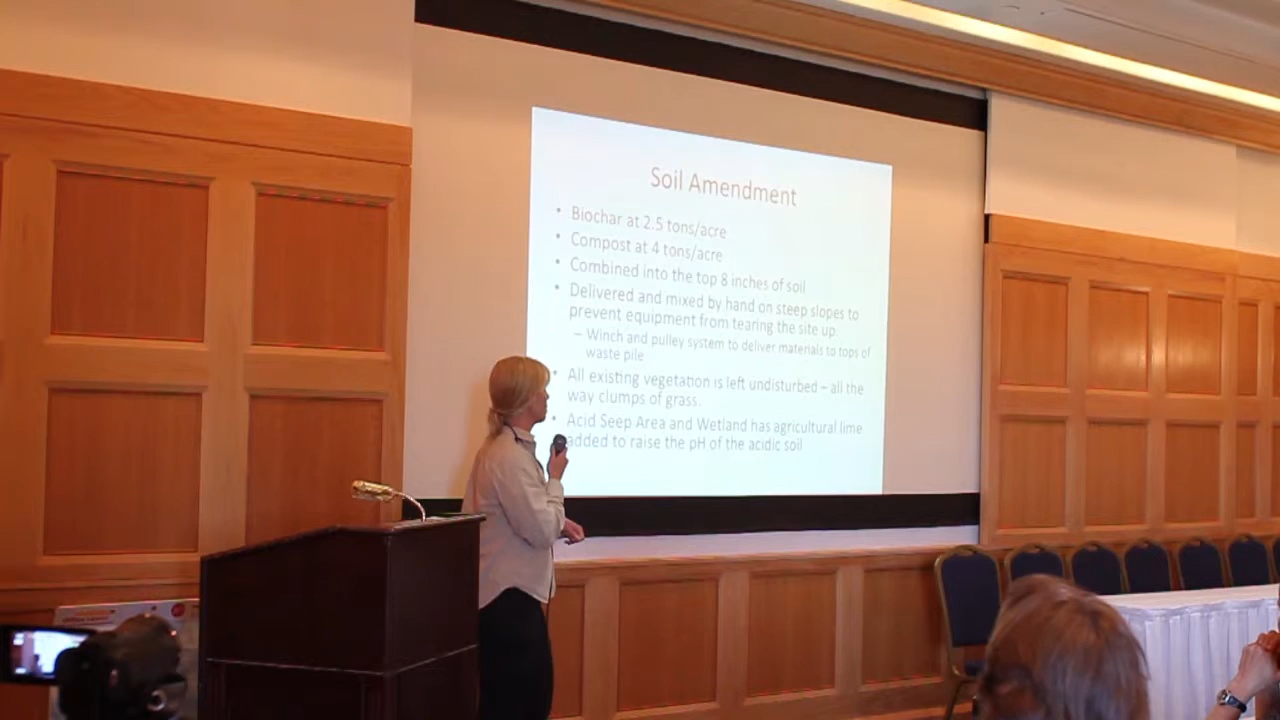 Soil Amendment
• Biochar at 2.5 tons/acre
• Compost at 4 tons/acre
• Combined into the top 8 inches of soil
• Delivered and mixed by hand on steep slopes to
prevent equipment from tearing the site up.
– Winch and pulley system to deliver materials to tops of
waste pile
• All existing vegetation is left undisturbed – all the
way clumps of grass.
• Acid Seep Area and Wetland has agricultural lime
added to raise the pH of the acidic soil